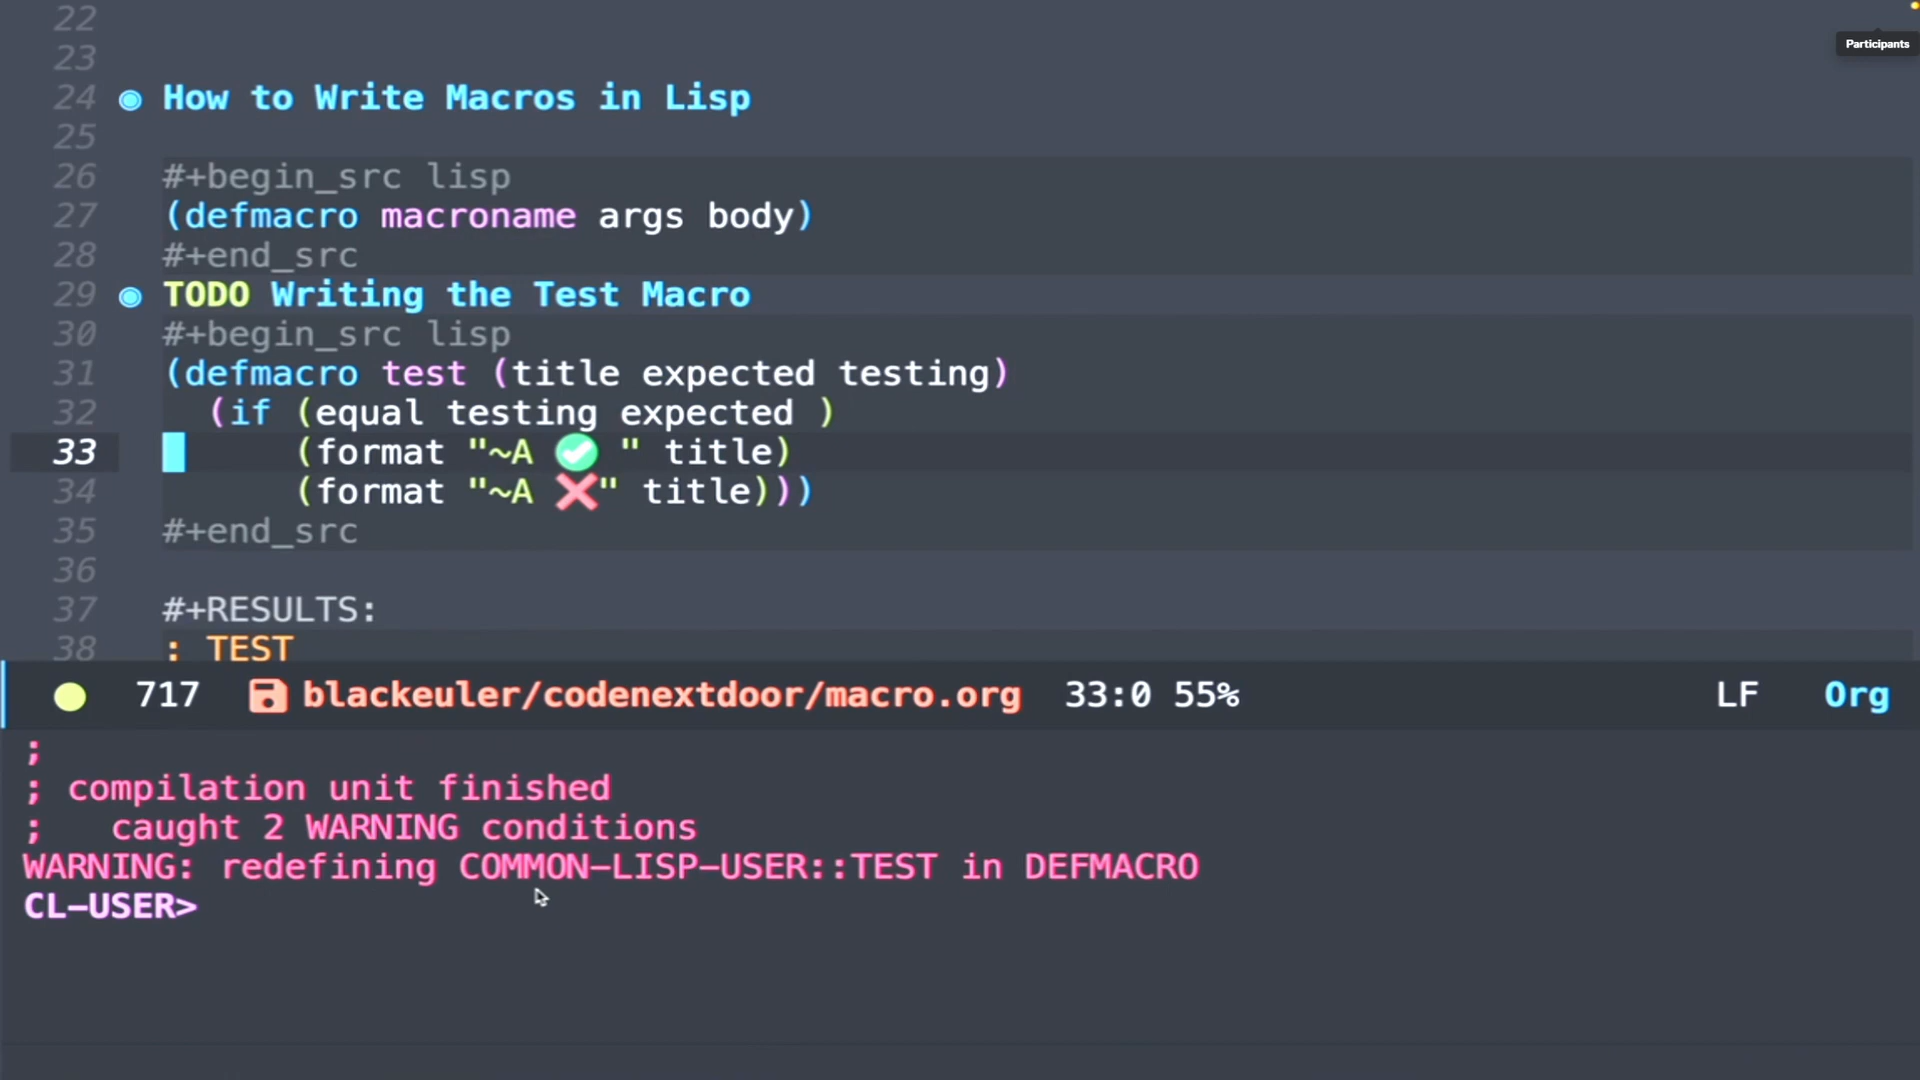 Participants
22
23
24 How to Write Macros in Lisp
25
26 #+begin_src lisp
27 (defmacro macroname args body)
28 #+end_src
29 TODO Writing the Test Macro
30 #+begin_src lisp
31 (defmacro test (title expected testing)
32 (if (equal testing expected )
33 (format "~A ✅ " title)
34 (format "~A ❌" title)))
35 #+end_src
36
37 #+RESULTS:
38 : TEST
717 blackeuler/codenextdoor/macro.org 33:0 55% LF Org
;
; compilation unit finished
;   caught 2 WARNING conditions
WARNING: redefining COMMON-LISP-USER::TEST in DEFMACRO
CL-USER>